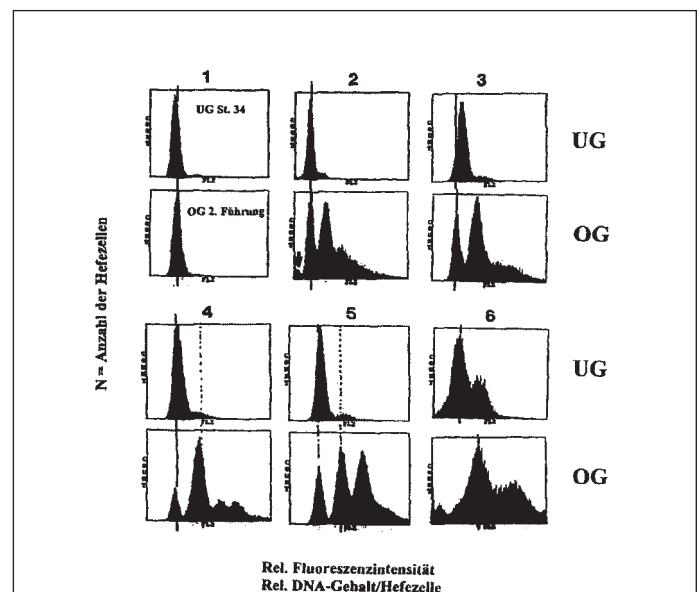 1 2 3
UG St. 34
UG
OG 2. Führung
OG
N = Anzahl der Hefezellen
4 5 6
UG
OG
Rel. Fluoreszenzintensität
Rel. DNA-Gehalt/Hefezelle